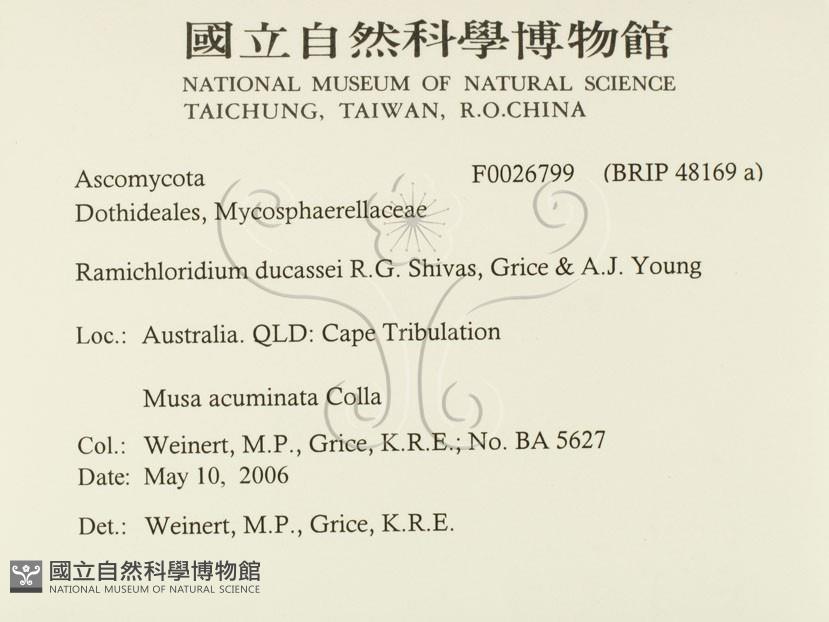 國立自然科學博物館
NATIONAL MUSEUM OF NATURAL SCIENCE
TAICHUNG, TAIWAN, R.O.CHINA
Ascomycota F0026799 (BRIP 48169 a)
Dothideales, Mycosphaerellaceae
Ramichloridium ducassei R.G. Shivas, Grice & A.J. Young
Loc.: Australia. QLD: Cape Tribulation
Musa acuminata Colla
Col.: Weinert, M.P., Grice, K.R.E.; No. BA 5627
Date: May 10, 2006
Det.: Weinert, M.P., Grice, K.R.E.
國立自然科學博物館
NATIONAL MUSEUM OF NATURAL SCIENCE